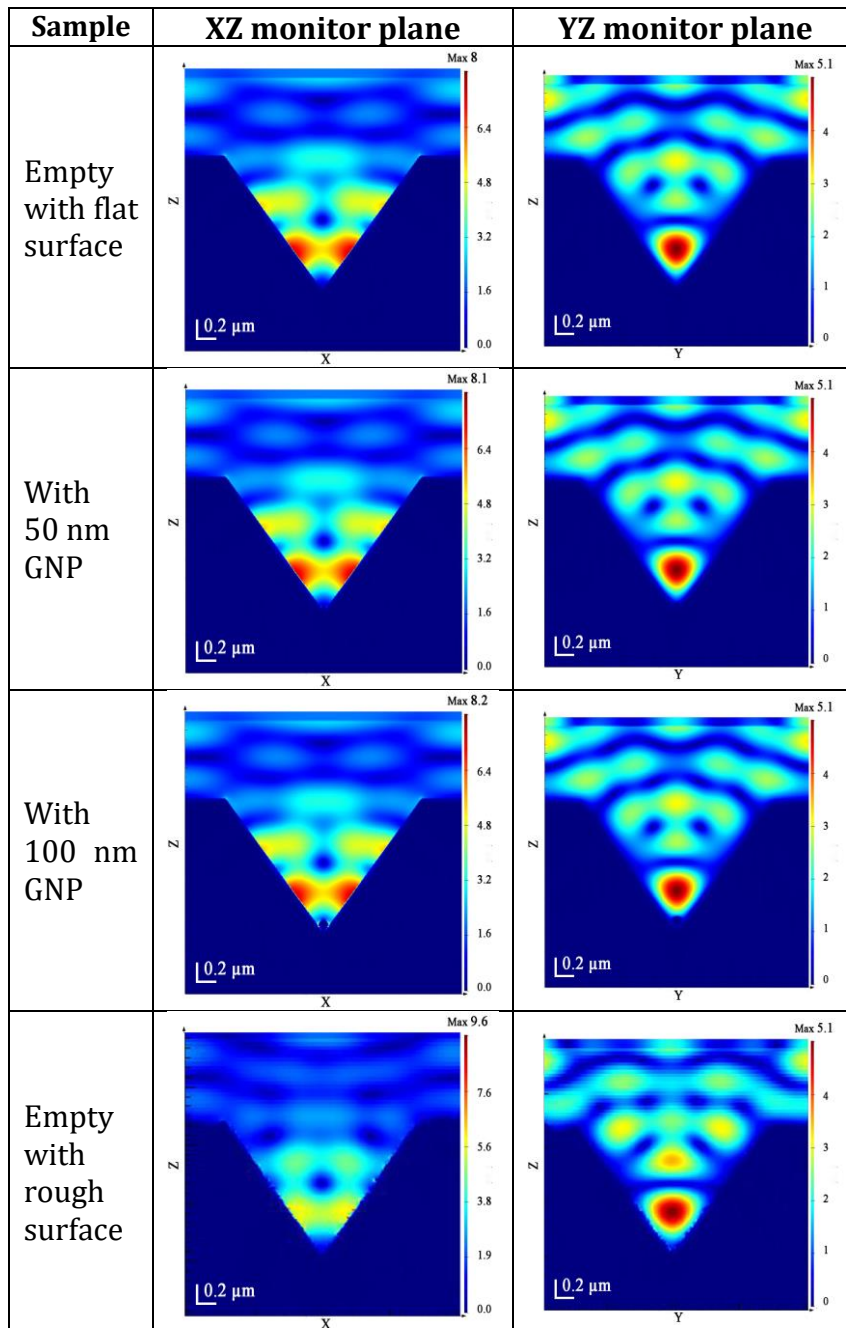 Sample XZ monitor plane YZ monitor plane
Empty
with flat
surface
Max 8
6.4
4.8
3.2
1.6
0.0
Z
X
0.2 µm
Max 5.1
4
3
2
1
0
Z
Y
0.2 µm
With
50 nm
GNP
Max 8.1
6.4
4.8
3.2
1.6
0.0
Z
X
0.2 µm
Max 5.1
4
3
2
1
0
Z
Y
0.2 µm
With
100 nm
GNP
Max 8.2
6.4
4.8
3.2
1.6
0.0
Z
X
0.2 µm
Max 5.1
4
3
2
1
0
Z
Y
0.2 µm
Empty
with
rough
surface
Max 9.6
7.6
5.6
3.8
1.9
0.0
Z
X
0.2 µm
Max 5.1
4
3
2
1
0
Z
Y
0.2 µm